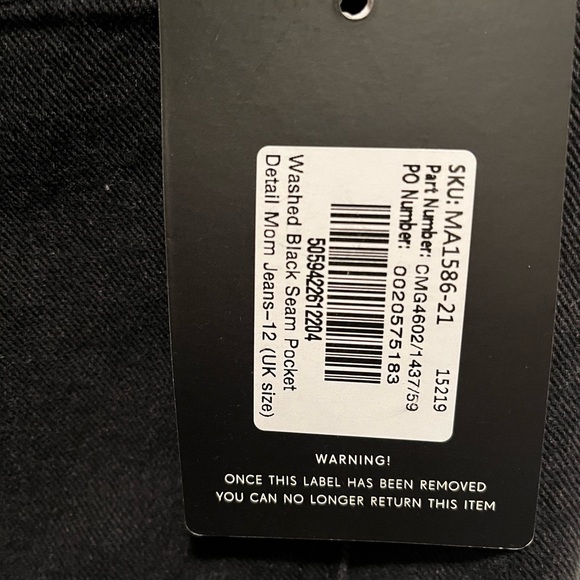 SKU: MA1586-21 15219
Part Number: CMG4602/1437/59
PO Number: 0020575183
5059422612204
Washed Black Seam Pocket
Detail Mom Jeans-12 (UK size)
WARNING!
ONCE THIS LABEL HAS BEEN REMOVED
YOU CAN NO LONGER RETURN THIS ITEM